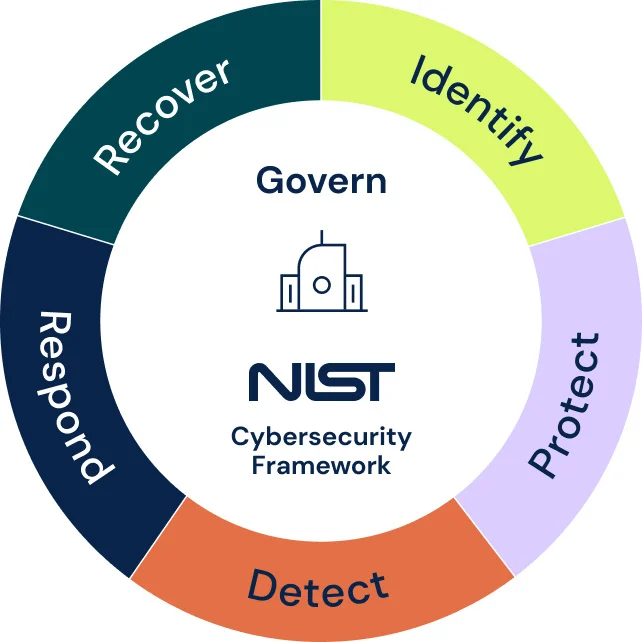 Recover
Identify
Govern
NIST
Cybersecurity
Framework
Respond
Protect
Detect